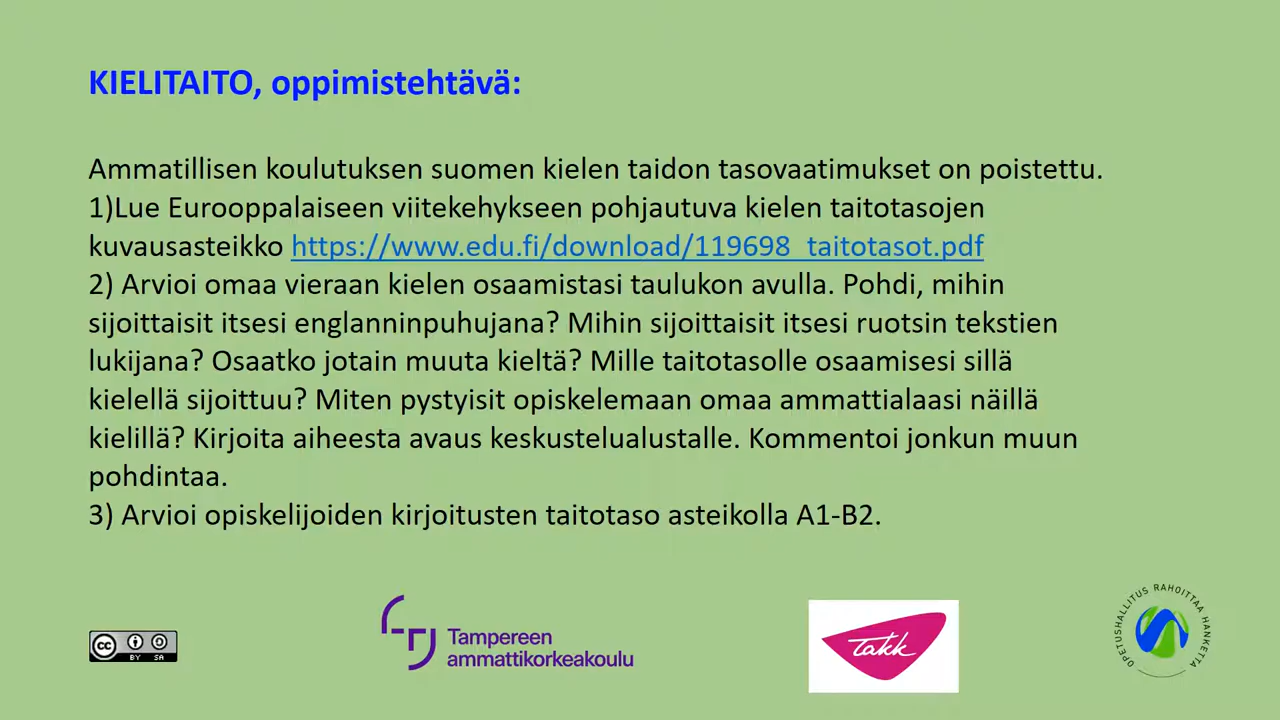 KIELITAITO, oppimistehtävä:
Ammatillisen koulutuksen suomen kielen taidon tasovaatimukset on poistettu.
1)Lue Eurooppalaiseen viitekehykseen pohjautuva kielen taitotasojen
kuvausasteikko https://www.edu.fi/download/119698_taitotasot.pdf
2) Arvioi omaa vieraan kielen osaamistasi taulukon avulla. Pohdi, mihin
sijoittaisit itsesi englanninpuhujana? Mihin sijoittaisit itsesi ruotsin tekstien
lukijana? Osaatko jotain muuta kieltä? Mille taitotasolle osaamisesi sillä
kielellä sijoittuu? Miten pystyisit opiskelemaan omaa ammattialaasi näillä
kielillä? Kirjoita aiheesta avaus keskustelualustalle. Kommentoi jonkun muun
pohdintaa.
3) Arvioi opiskelijoiden kirjoitusten taitotaso asteikolla A1-B2.
cc BY SA
Tampereen
ammattikorkeakoulu
Takk
OPETUSHALLITUS RAHOITTAA HANKETTA